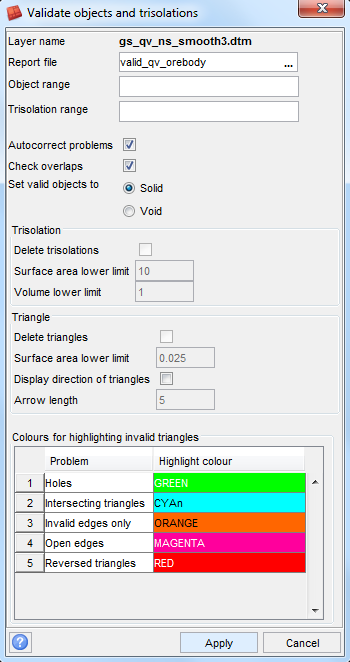 Validate objects and trisolations
Layer name gs_qv_ns_smooth3.dtm
Report file valid_qv_orebody ...
Object range
Trisolation range
Autocorrect problems
Check overlaps
Set valid objects to Solid
Void
Trisolation
Delete trisolations
Surface area lower limit 10
Volume lower limit 1
Triangle
Delete triangles
Surface area lower limit 0.025
Display direction of triangles
Arrow length 5
Colours for highlighting invalid triangles
Problem Highlight colour
1 Holes GREEN
2 Intersecting triangles CYAn
3 Invalid edges only ORANGE
4 Open edges MAGENTA
5 Reversed triangles RED
? Apply Cancel